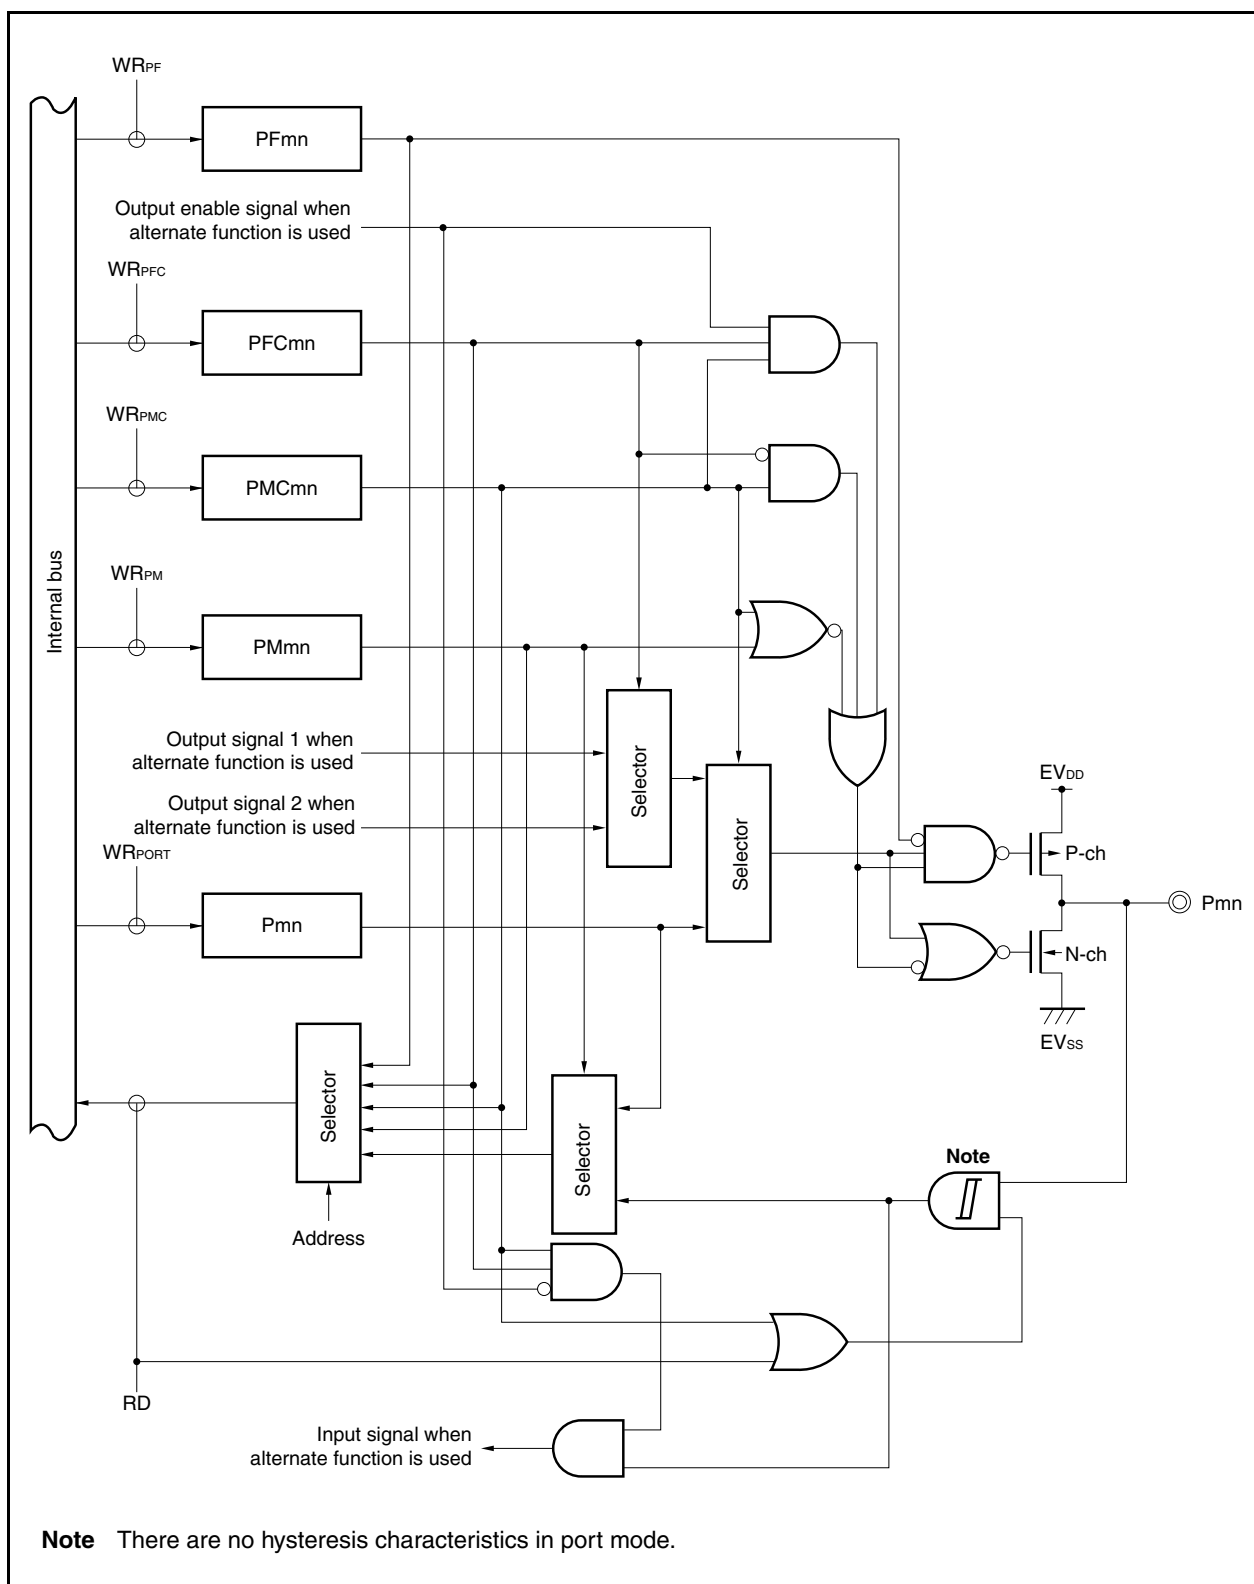 WRPF
PFmn
Output enable signal when
alternate function is used
WRPFC
PFCmn
WRPMC
PMCmn
Internal bus
WRPM
PMmn
Output signal 1 when
alternate function is used
Selector
Output signal 2 when
alternate function is used
Selector
EVDD
P-ch
WRPORT
Pmn
Pmn
N-ch
EVSS
Selector
Selector
Note
Address
RD
Input signal when
alternate function is used
Note There are no hysteresis characteristics in port mode.